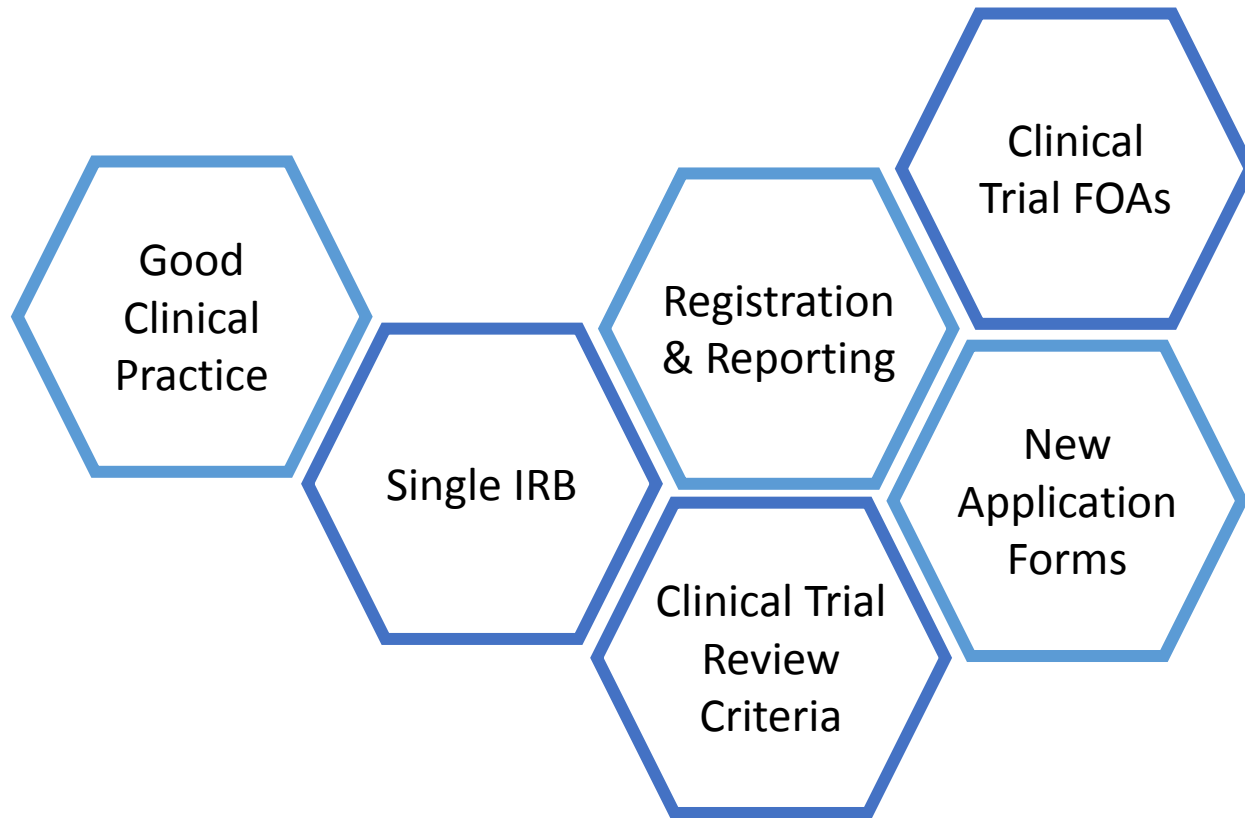 Good
Clinical
Practice
Single IRB
Registration
& Reporting
Clinical Trial
Review
Criteria
Clinical
Trial FOAs
New
Application
Forms